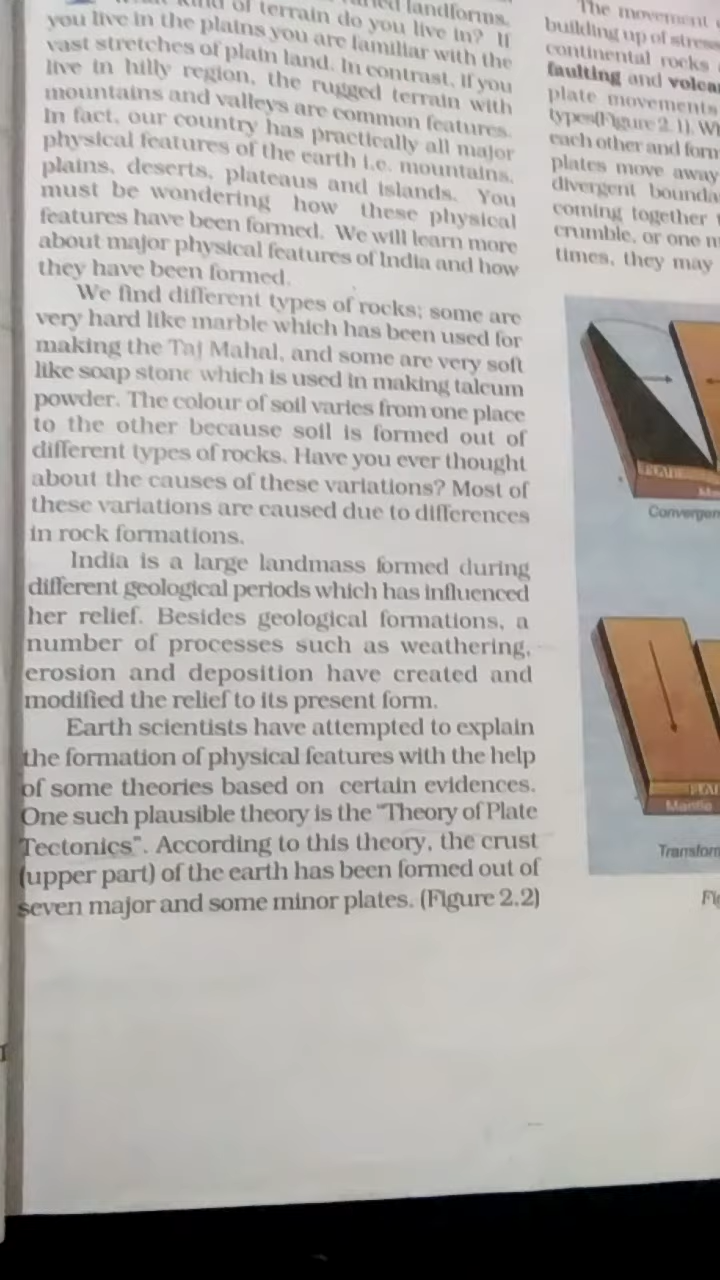 of terrain do you live in? If
you live in the plains you are familiar with the
vast stretches of plain land. In contrast, if you
live in hilly region, the rugged terrain with
mountains and valleys are common features.
In fact, our country has practically all major
physical features of the earth i.e. mountains,
plains, deserts, plateaus and islands. You
must be wondering how these physical
features have been formed. We will learn more
about major physical features of India and how
they have been formed.
We find different types of rocks; some are
very hard like marble which has been used for
making the Taj Mahal, and some are very soft
like soap stone which is used in making talcum
powder. The colour of soil varies from one place
to the other because soil is formed out of
different types of rocks. Have you ever thought
about the causes of these variations? Most of
these variations are caused due to differences
in rock formations.
India is a large landmass formed during
different geological periods which has influenced
her relief. Besides geological formations, a
number of processes such as weathering,
erosion and deposition have created and
modified the relief to its present form.
Earth scientists have attempted to explain
the formation of physical features with the help
of some theories based on certain evidences.
One such plausible theory is the "Theory of Plate
Tectonics". According to this theory, the crust
(upper part) of the earth has been formed out of
seven major and some minor plates. (Figure 2.2)
The movement
building up of stress
continental rocks
faulting and volca
plate movements
types(Figure 2.1). Wh
each other and form
plates move away
divergent bounda
coming together
crumble, or one m
times, they may
PLATE
Convergen
Mantle
Transform